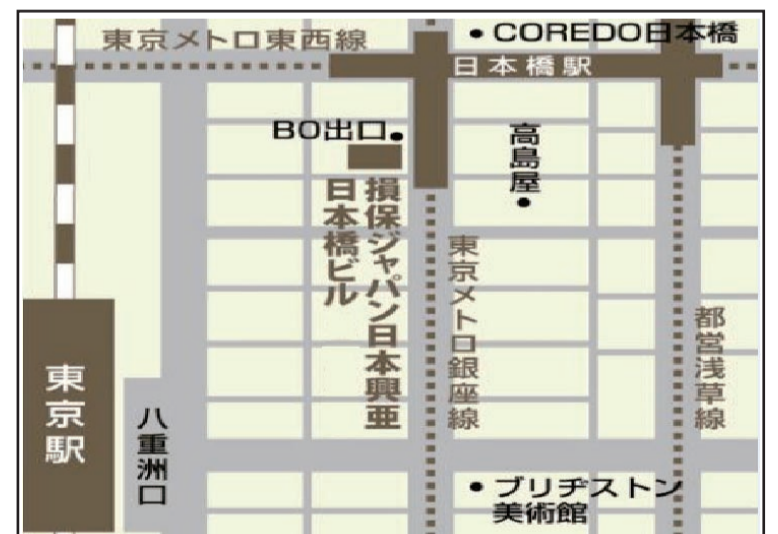 東京メトロ東西線
COREDO日本橋
日本橋駅
BO出口
高島屋
損保ジャパン日本興亜
日本橋ビル
東京メトロ銀座線
都営浅草線
東京駅
八重洲口
ブリヂストン
美術館